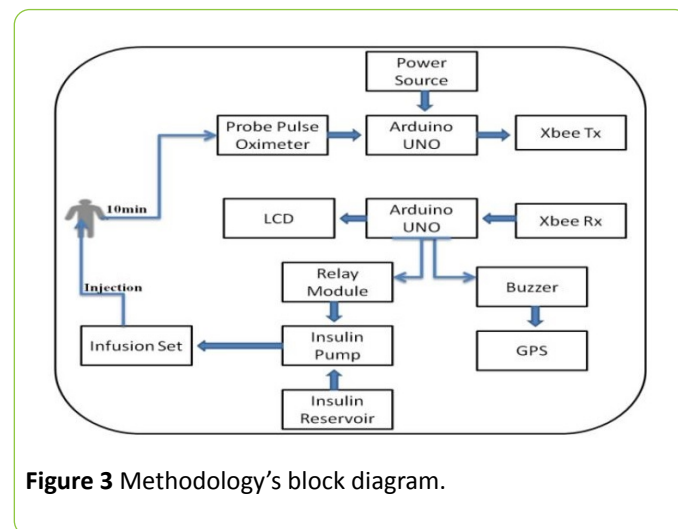 Power
Source
Probe Pulse
Oximeter
Arduino
UNO
Xbee Tx
10min
LCD
Arduino
UNO
Xbee Rx
Injection
Relay
Module
Buzzer
Infusion Set
Insulin
Pump
GPS
Insulin
Reservoir
Figure 3 Methodology’s block diagram.